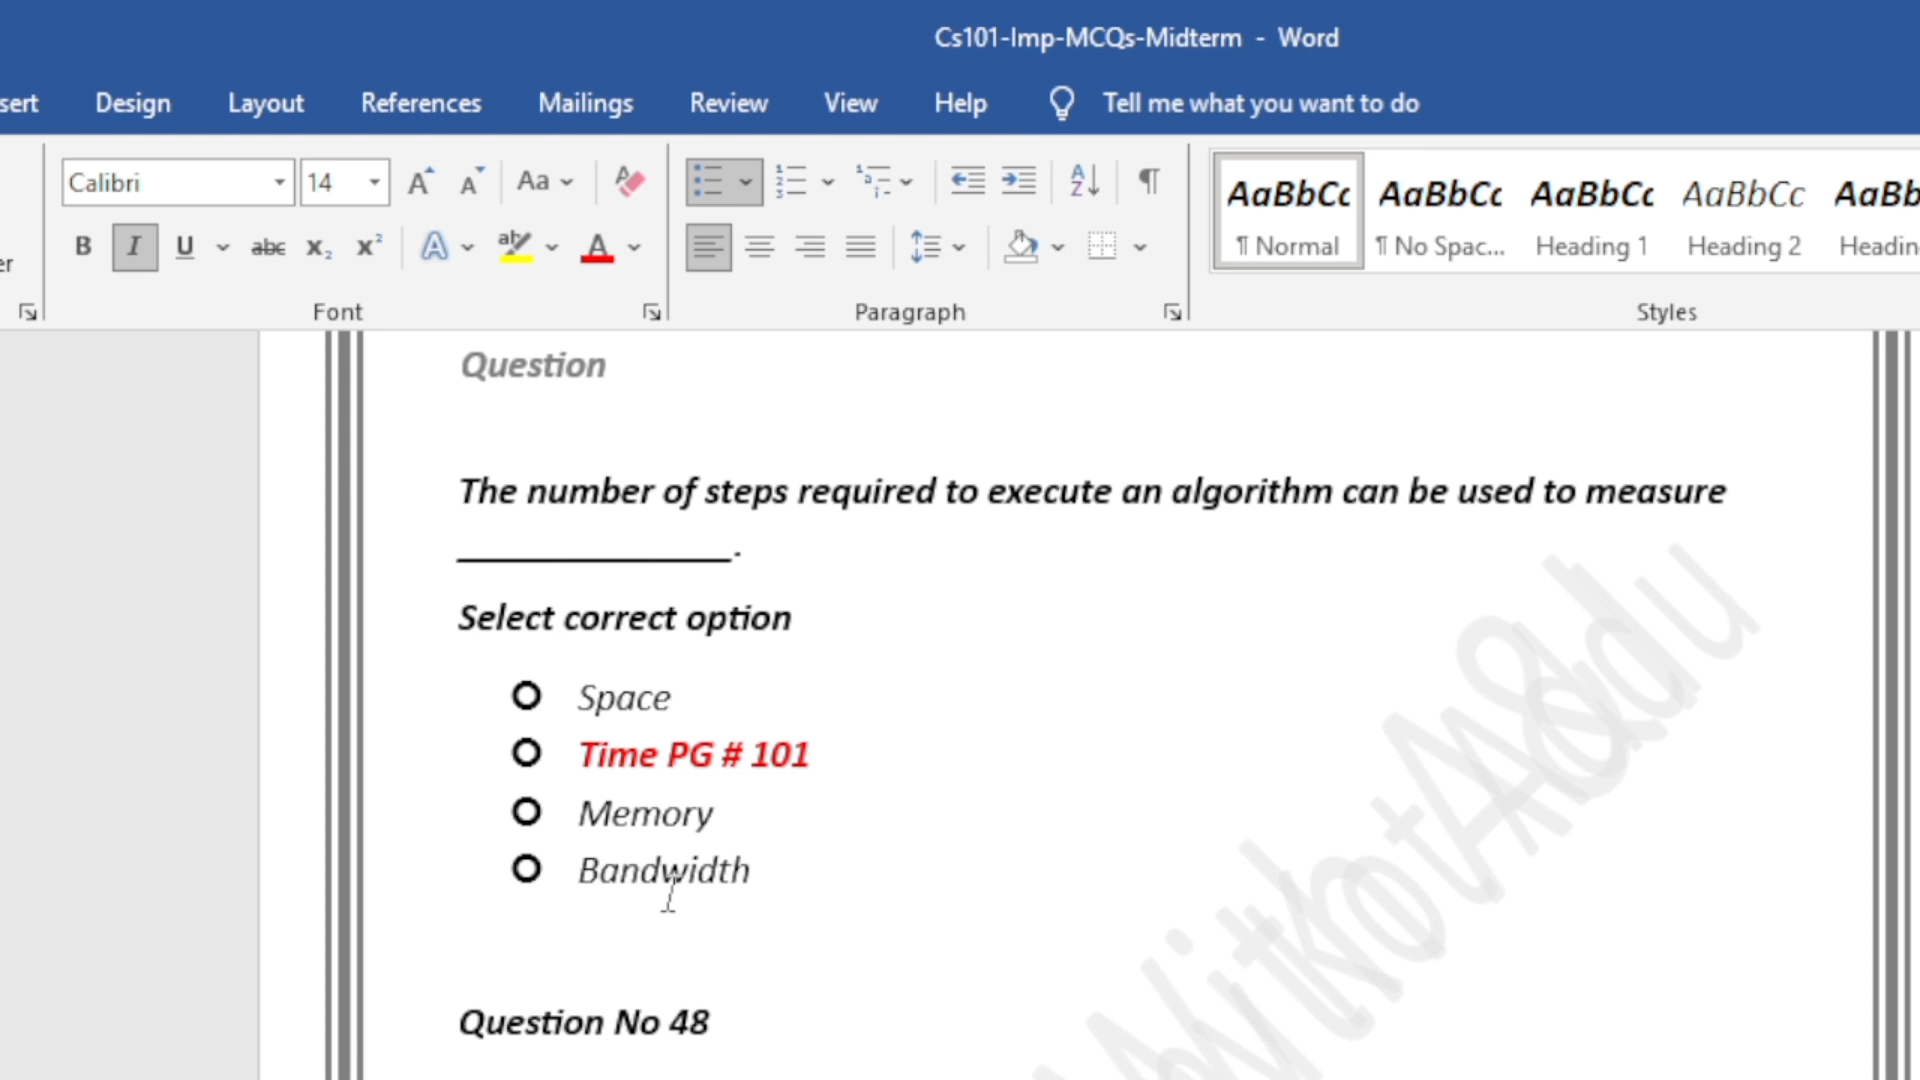 Cs101-Imp-MCQs-Midterm - Word
sert Design Layout References Mailings Review View Help Tell me what you want to do
Calibri 14 Aa
B I U abc x₂ x²
AaBbCc AaBbCc AaBbCc AaBbCc AaBb
¶ Normal ¶ No Spac... Heading 1 Heading 2 Headin
er
Font Paragraph Styles
Question
The number of steps required to execute an algorithm can be used to measure
_______________.
Select correct option
Space
Time PG # 101
Memory
Bandwidth
Question No 48